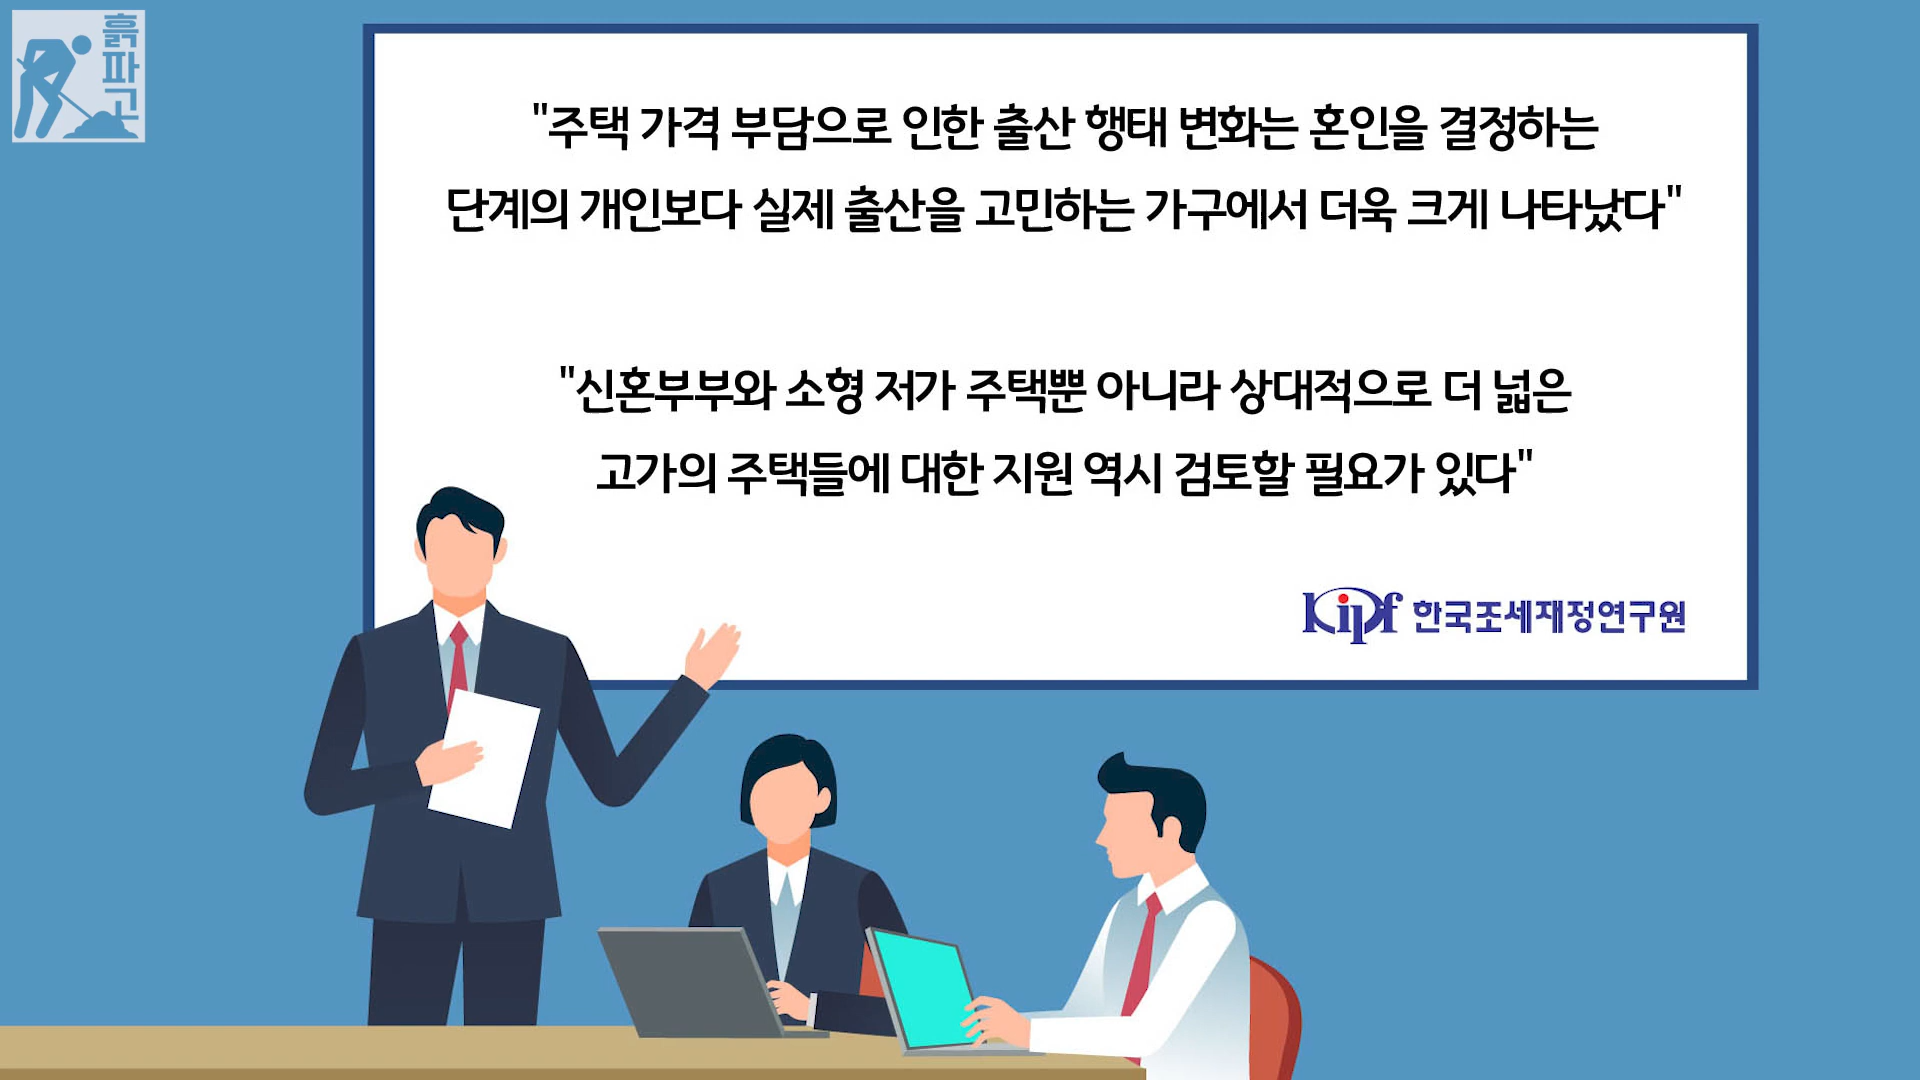 흙
파
고
"주택 가격 부담으로 인한 출산 행태 변화는 혼인을 결정하는
단계의 개인보다 실제 출산을 고민하는 가구에서 더욱 크게 나타났다"
"신혼부부와 소형 저가 주택뿐 아니라 상대적으로 더 넓은
고가의 주택들에 대한 지원 역시 검토할 필요가 있다"
kipf 한국조세재정연구원